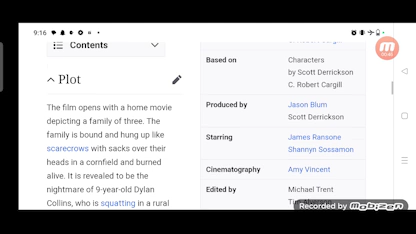 9:16
Contents
Plot
The film opens with a home movie
depicting a family of three. The
family is bound and hung up like
scarecrows with sacks over their
heads in a cornfield and burned
alive. It is revealed to be the
nightmare of 9-year-old Dylan
Collins, who is squatting in a rural
Based on
Characters
by Scott Derrickson
C. Robert Cargill
Produced by
Jason Blum
Scott Derrickson
Starring
James Ransone
Shannyn Sossamon
Cinematography
Amy Vincent
Edited by
Michael Trent
Recorded by
Mobizen